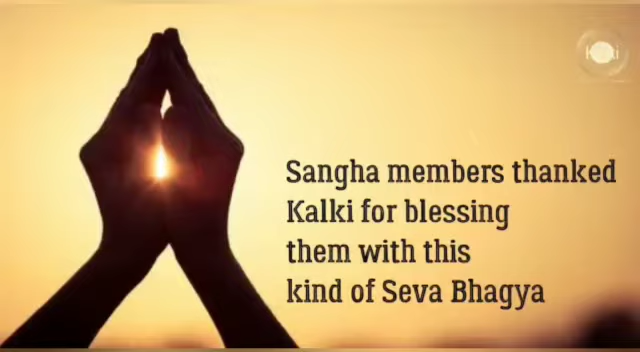 Sangha members thanked
Kalki for blessing
them with this
kind of Seva Bhagya